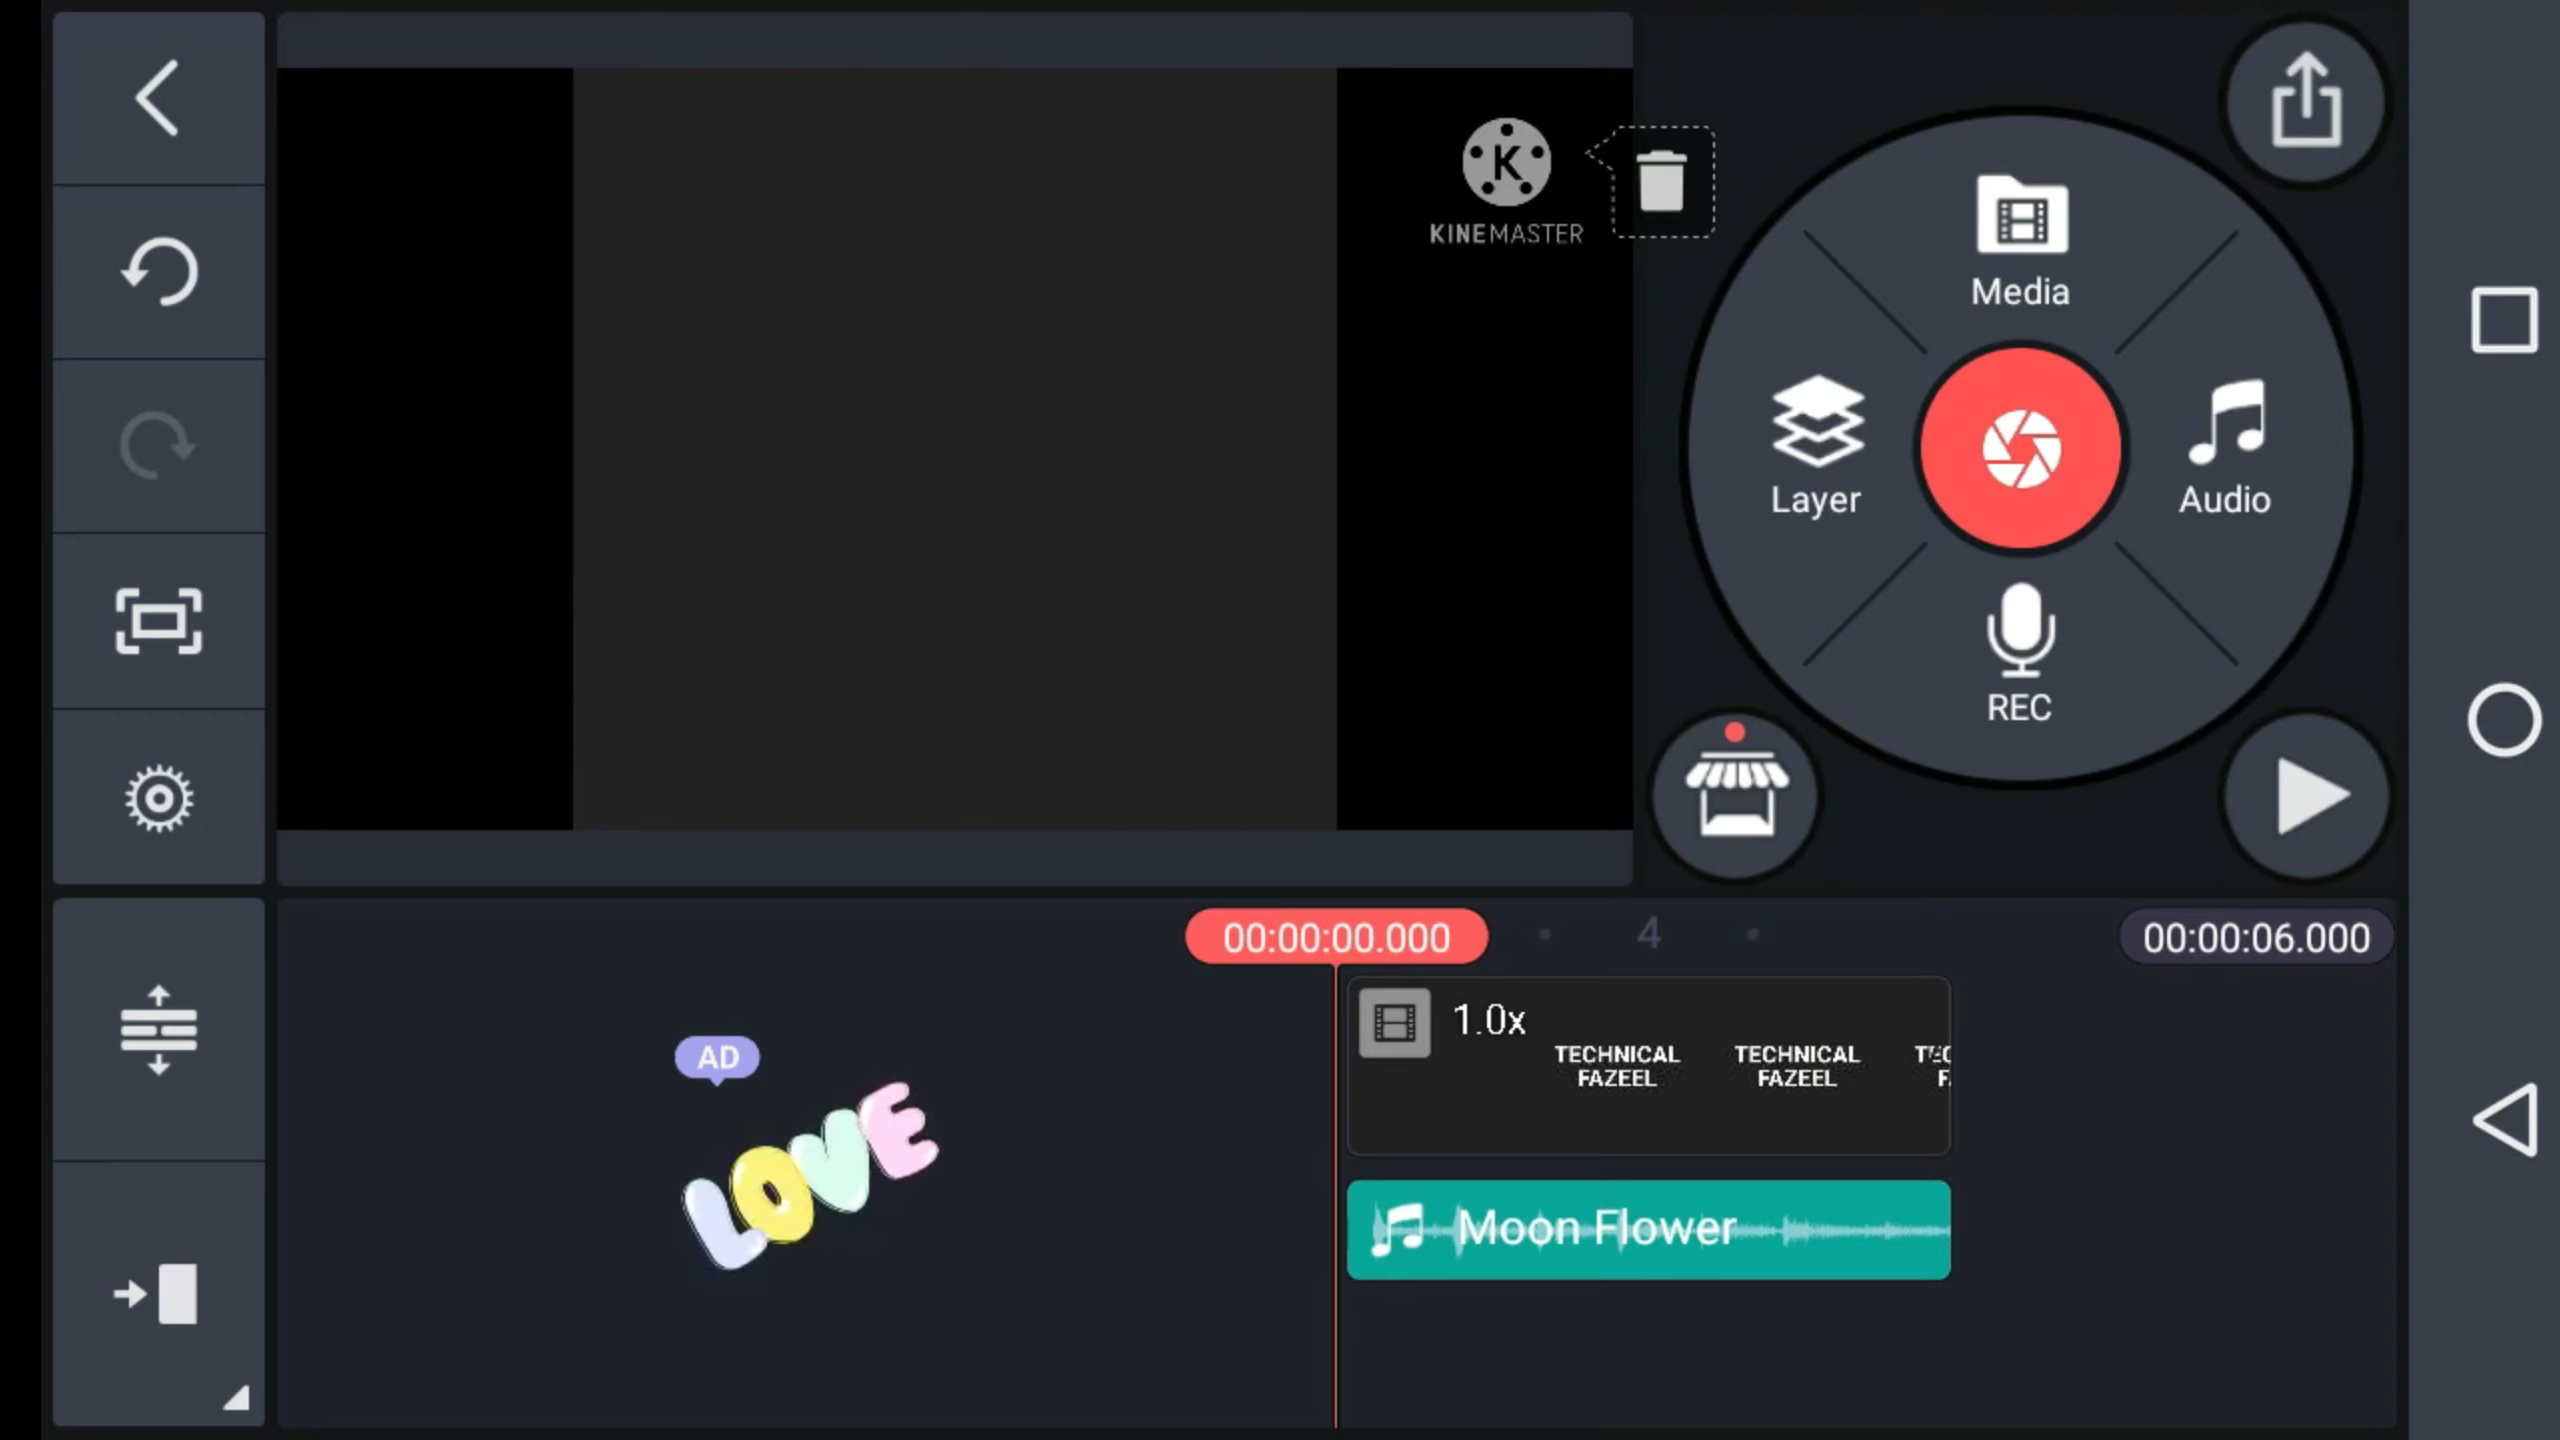 K
KINEMASTER
Media
Layer
Audio
REC
00:00:00.000
4
00:00:06.000
1.0x
TECHNICAL
FAZEEL
TECHNICAL
FAZEEL
TEC
F
AD
LOVE
Moon Flower